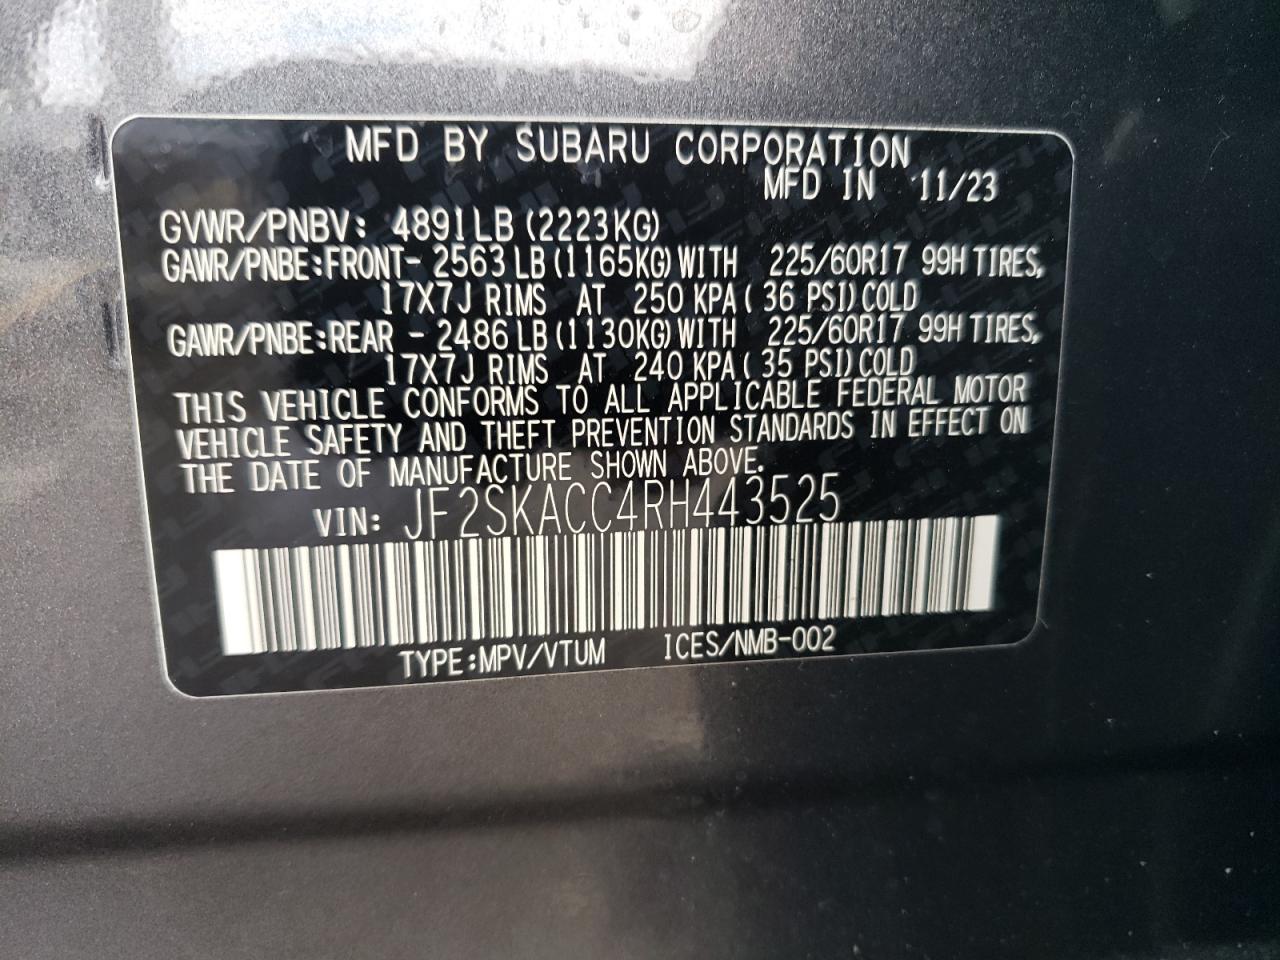 MFD BY SUBARU CORPORATION
MFD IN 11/23
GVWR/PNBV: 4891LB (2223KG)
GAWR/PNBE:FRONT- 2563 LB (1165KG) WITH 225/60R17 99H TIRES,
17X7J RIMS AT 250 KPA ( 36 PSI) COLD
GAWR/PNBE:REAR - 2486 LB (1130KG) WITH 225/60R17 99H TIRES,
17X7J RIMS AT 240 KPA ( 35 PSI) COLD
THIS VEHICLE CONFORMS TO ALL APPLICABLE FEDERAL MOTOR
VEHICLE SAFETY AND THEFT PREVENTION STANDARDS IN EFFECT ON
THE DATE OF MANUFACTURE SHOWN ABOVE.
VIN: JF2SKACC4RH443525
TYPE:MPV/VTUM ICES/NMB-002